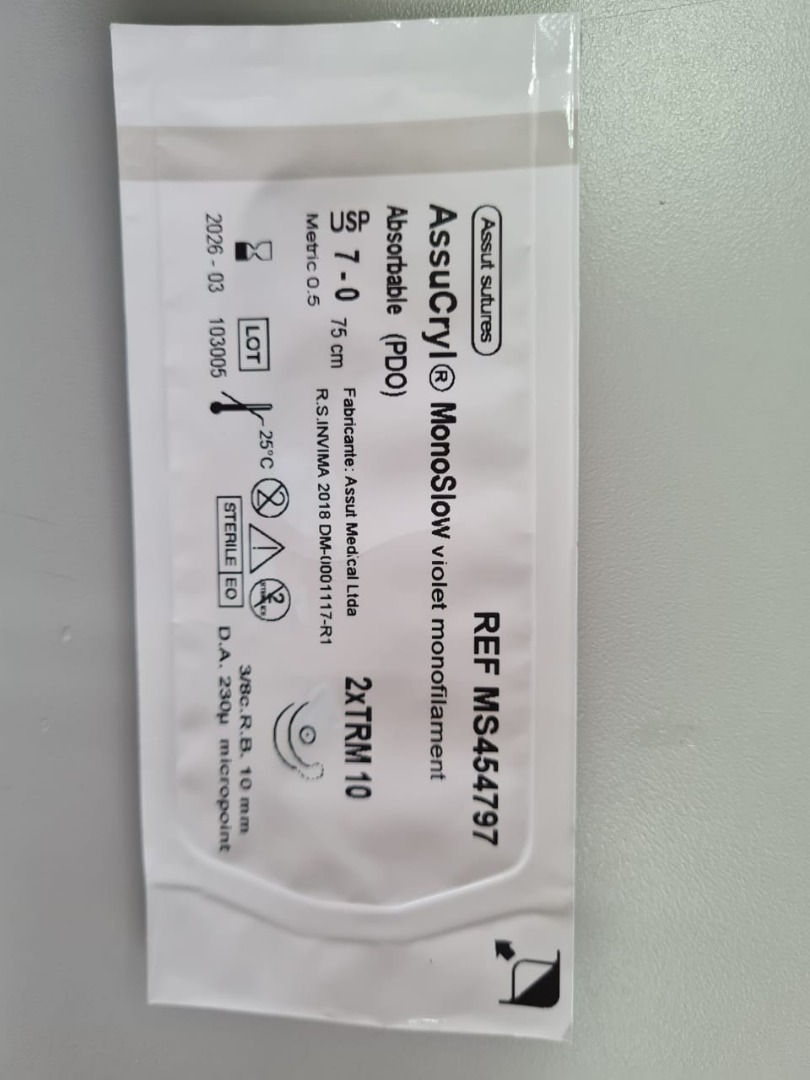 Assut sutures
REF MS454797
AssuCryl® MonoSlow violet monofilament
Absorbable (PDO)
USP 7-0 75 cm
Metric 0.5
Fabricante: Assut Medical Ltda
R.S.INVIMA 2018 DM-0001117-R1
2xTRM 10
LOT
25°C
2
2026-03 103005
STERILE EO
3/8c.R.B. 10 mm
D.A. 230µ micropoint